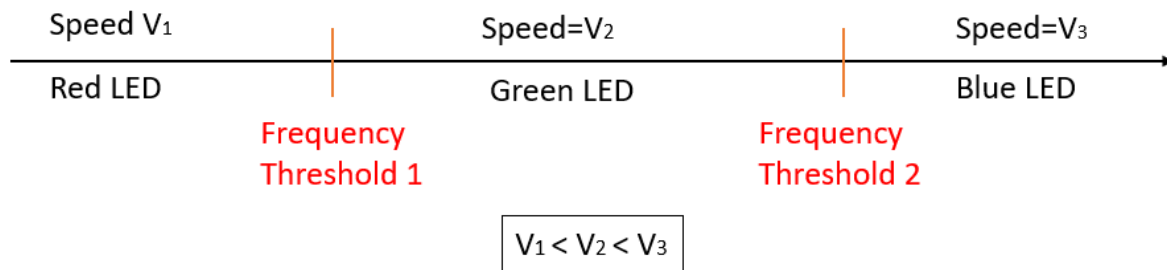 Speed V₁
Speed=V₂
Speed=V₃
Red LED
Green LED
Blue LED
Frequency
Threshold 1
Frequency
Threshold 2
V₁ < V₂ < V₃